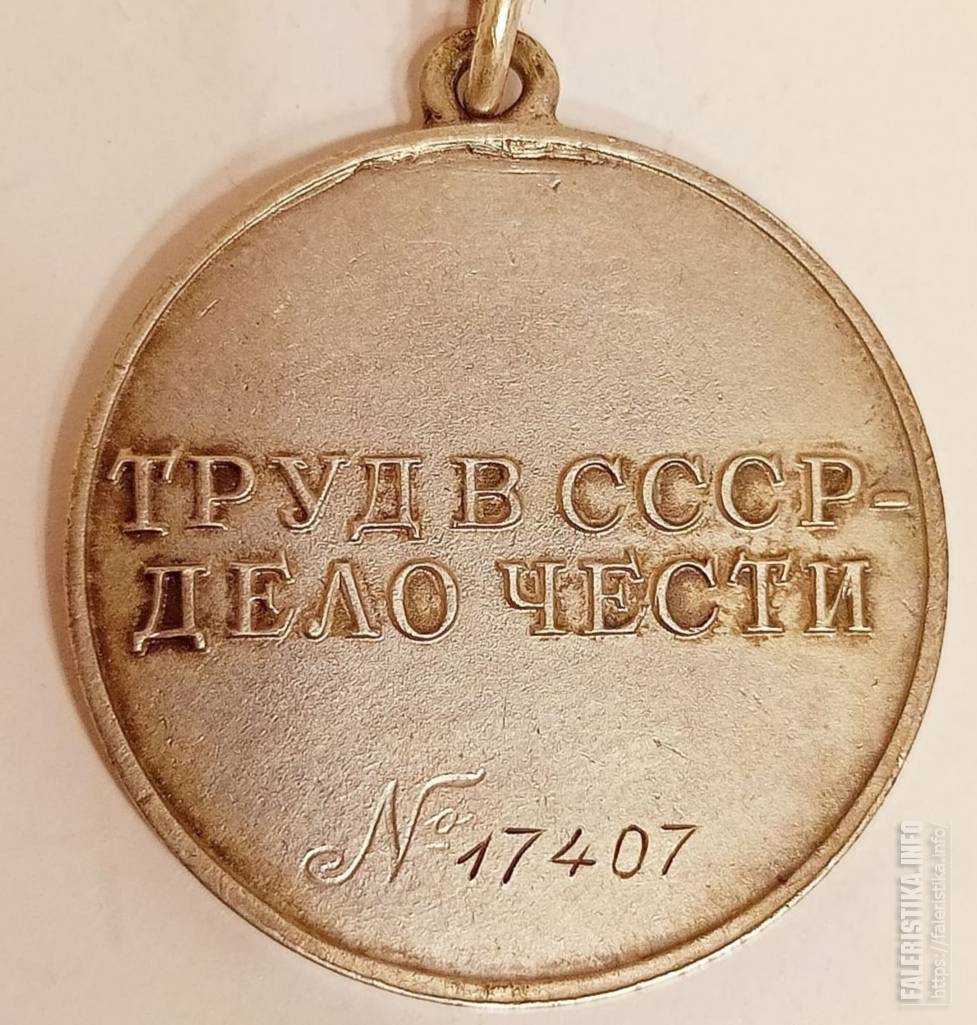 ТРУД В СССР-
ДЕЛО ЧЕСТИ
№ 17407
FALERISTIKA.INFO
https://faleristika.info